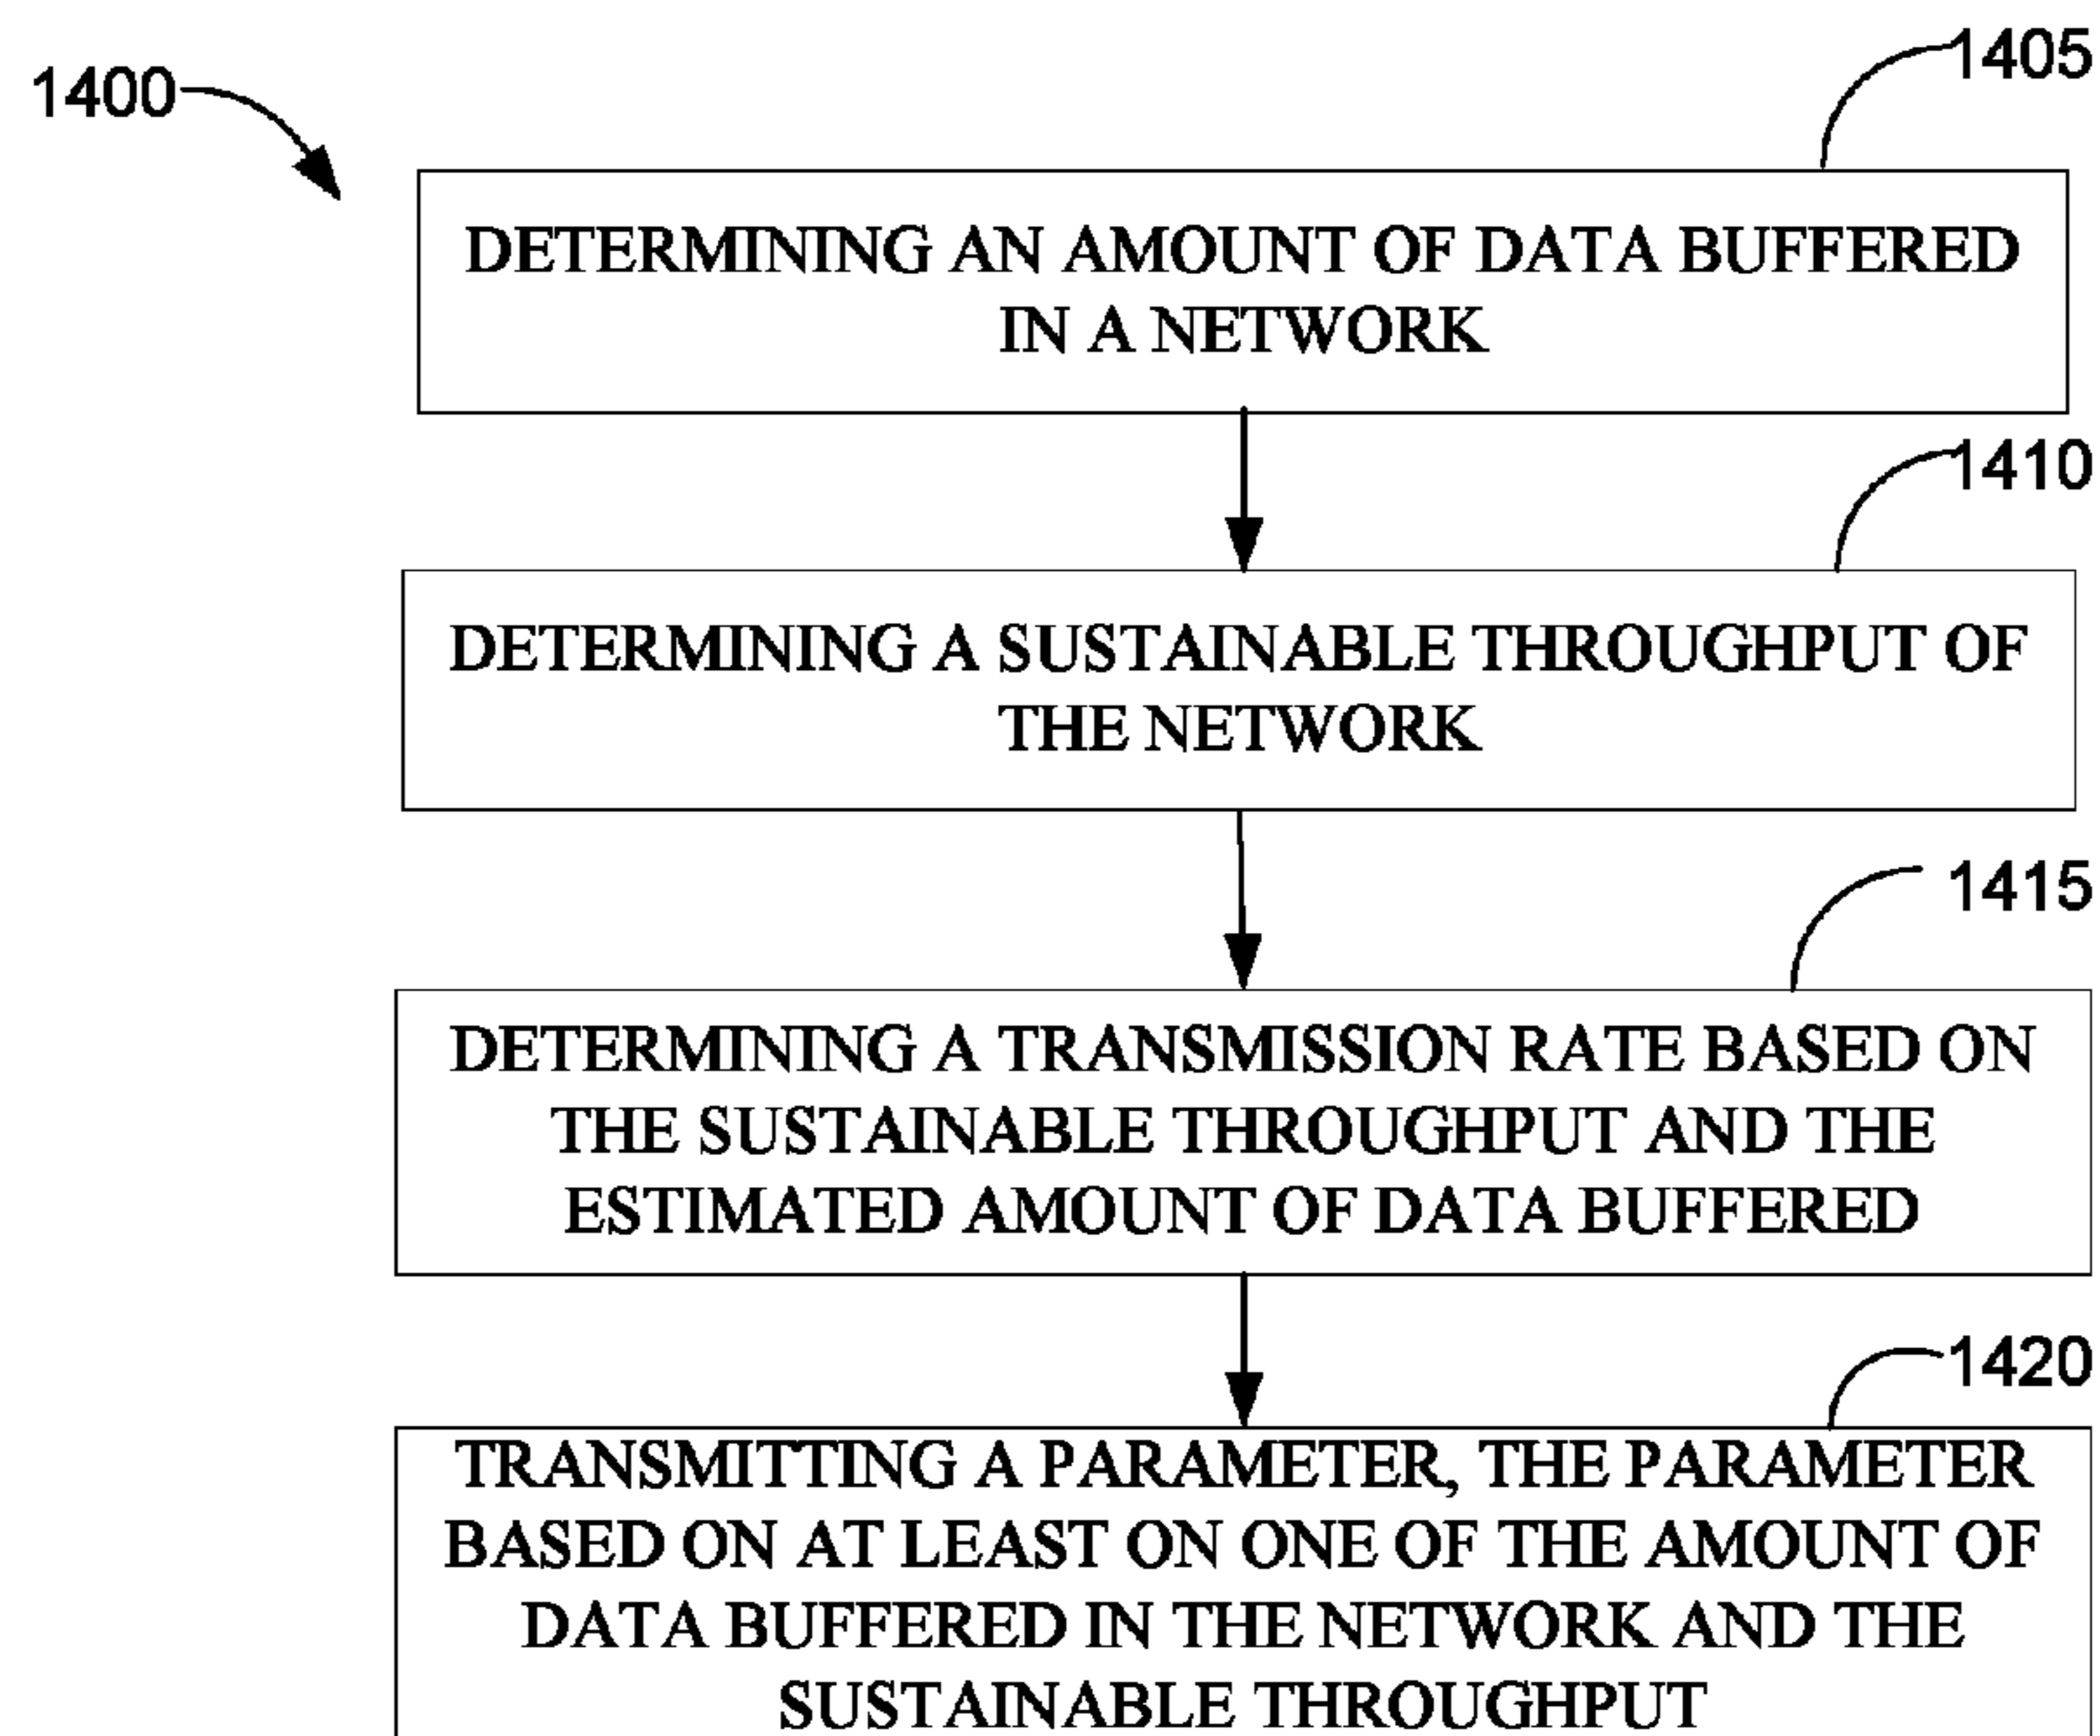 1400
1405
DETERMINING AN AMOUNT OF DATA BUFFERED
IN A NETWORK
1410
DETERMINING A SUSTAINABLE THROUGHPUT OF
THE NETWORK
1415
DETERMINING A TRANSMISSION RATE BASED ON
THE SUSTAINABLE THROUGHPUT AND THE
ESTIMATED AMOUNT OF DATA BUFFERED
1420
TRANSMITTING A PARAMETER, THE PARAMETER
BASED ON AT LEAST ON ONE OF THE AMOUNT OF
DATA BUFFERED IN THE NETWORK AND THE
SUSTAINABLE THROUGHPUT